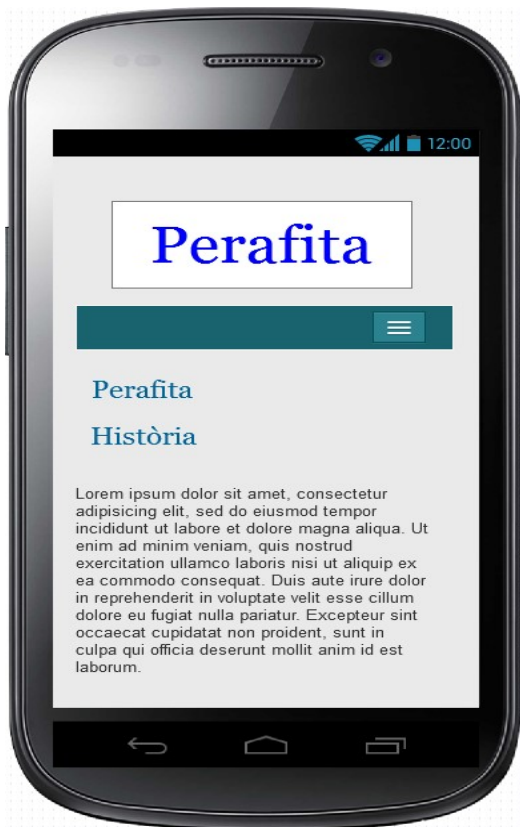 12:00
Perafita
Perafita
Història
Lorem ipsum dolor sit amet, consectetur
adipisicing elit, sed do eiusmod tempor
incididunt ut labore et dolore magna aliqua. Ut
enim ad minim veniam, quis nostrud
exercitation ullamco laboris nisi ut aliquip ex
ea commodo consequat. Duis aute irure dolor
in reprehenderit in voluptate velit esse cillum
dolore eu fugiat nulla pariatur. Excepteur sint
occaecat cupidatat non proident, sunt in
culpa qui officia deserunt mollit anim id est
laborum.